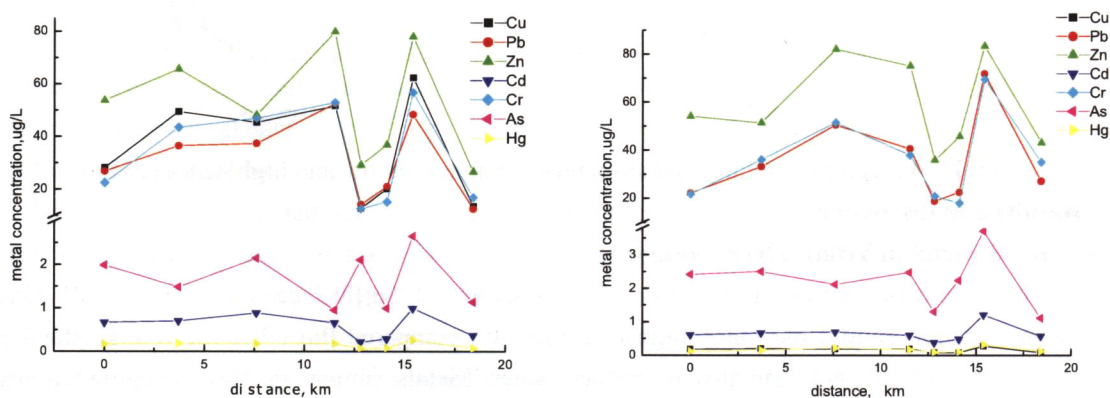 Cu
Pb
Zn
Cd
Cr
As
Hg
metal concentration,ug/L
80
60
40
20
2
1
0
0 5 10 15 20
di stance, km
Cu
Pb
Zn
Cd
Cr
As
Hg
metal concentration,ug/L
80
60
40
20
3
2
1
0
0 5 10 15 20
distance, km